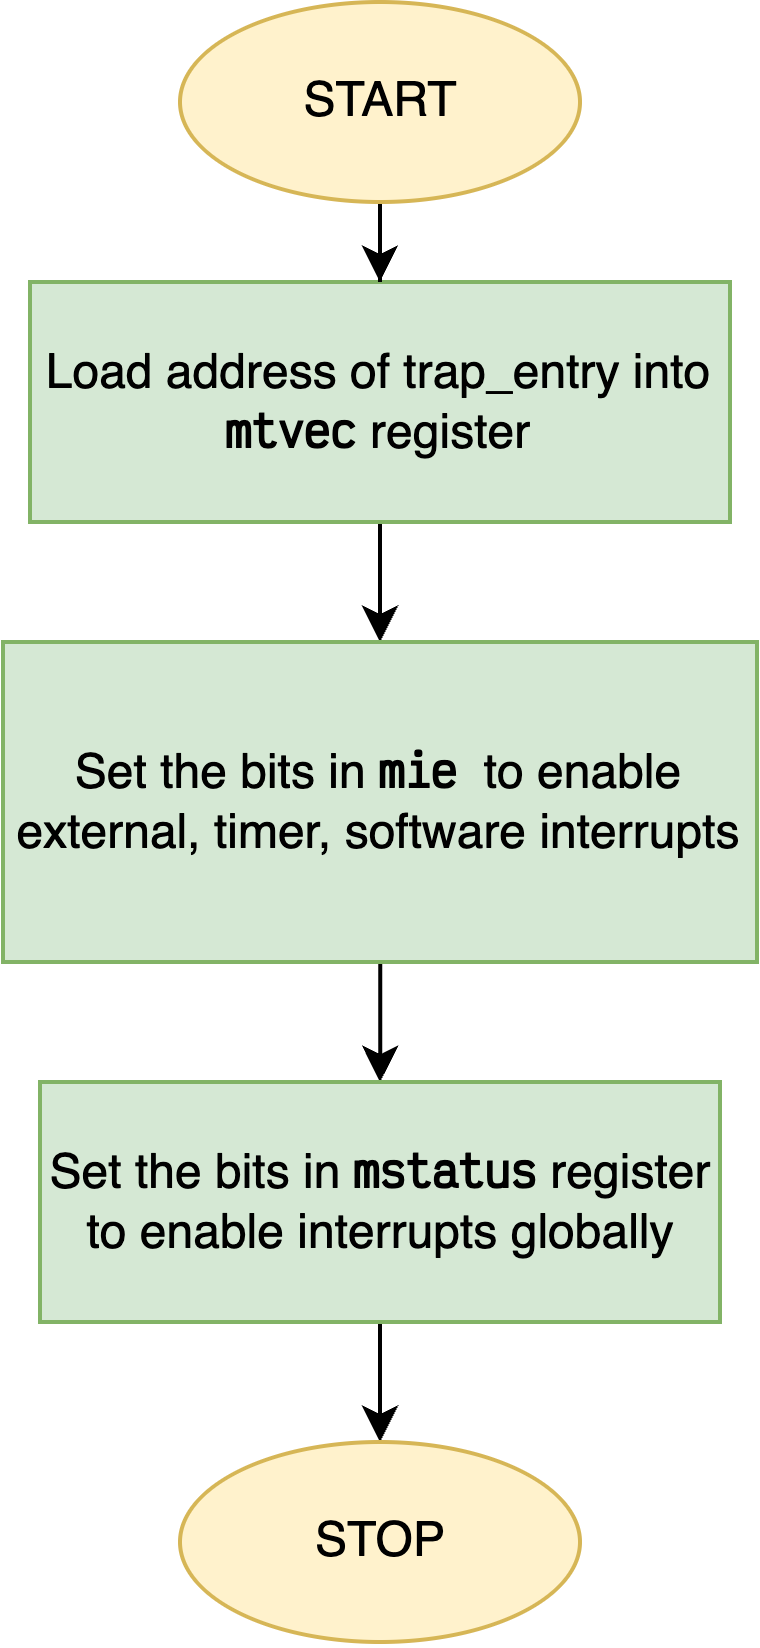 START
Load address of trap_entry into
mtvec register
Set the bits in mie to enable
external, timer, software interrupts
Set the bits in mstatus register
to enable interrupts globally
STOP